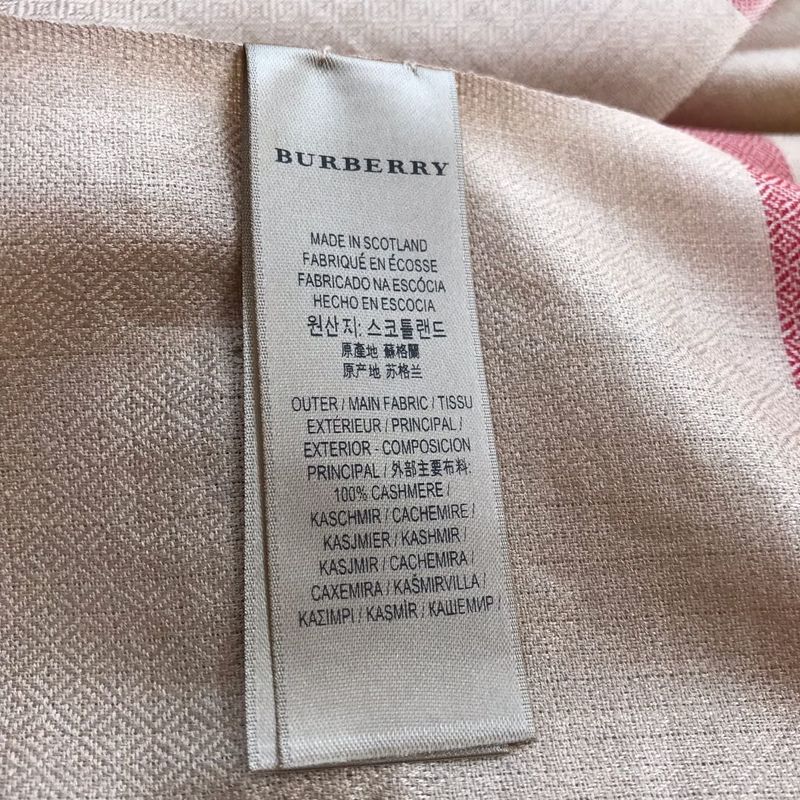 BURBERRY
MADE IN SCOTLAND
FABRIQUÉ EN ÉCOSSE
FABRICADO NA ESCÓCIA
HECHO EN ESCOCIA
원산지: 스코틀랜드
原產地 蘇格蘭
原产地 苏格兰
OUTER / MAIN FABRIC / TISSU
EXTÉRIEUR / PRINCIPAL /
EXTERIOR - COMPOSICION
PRINCIPAL / 外部主要布料:
100% CASHMERE /
KASCHMIR / CACHEMIRE /
KASJMIER / KASHMIR /
KASJMIR / CACHEMIRA /
CAXEMIRA / KAŠMIRVILLA /
ΚΑΣΙΜΡΙ / KAŞMİR / КАШЕМИР /